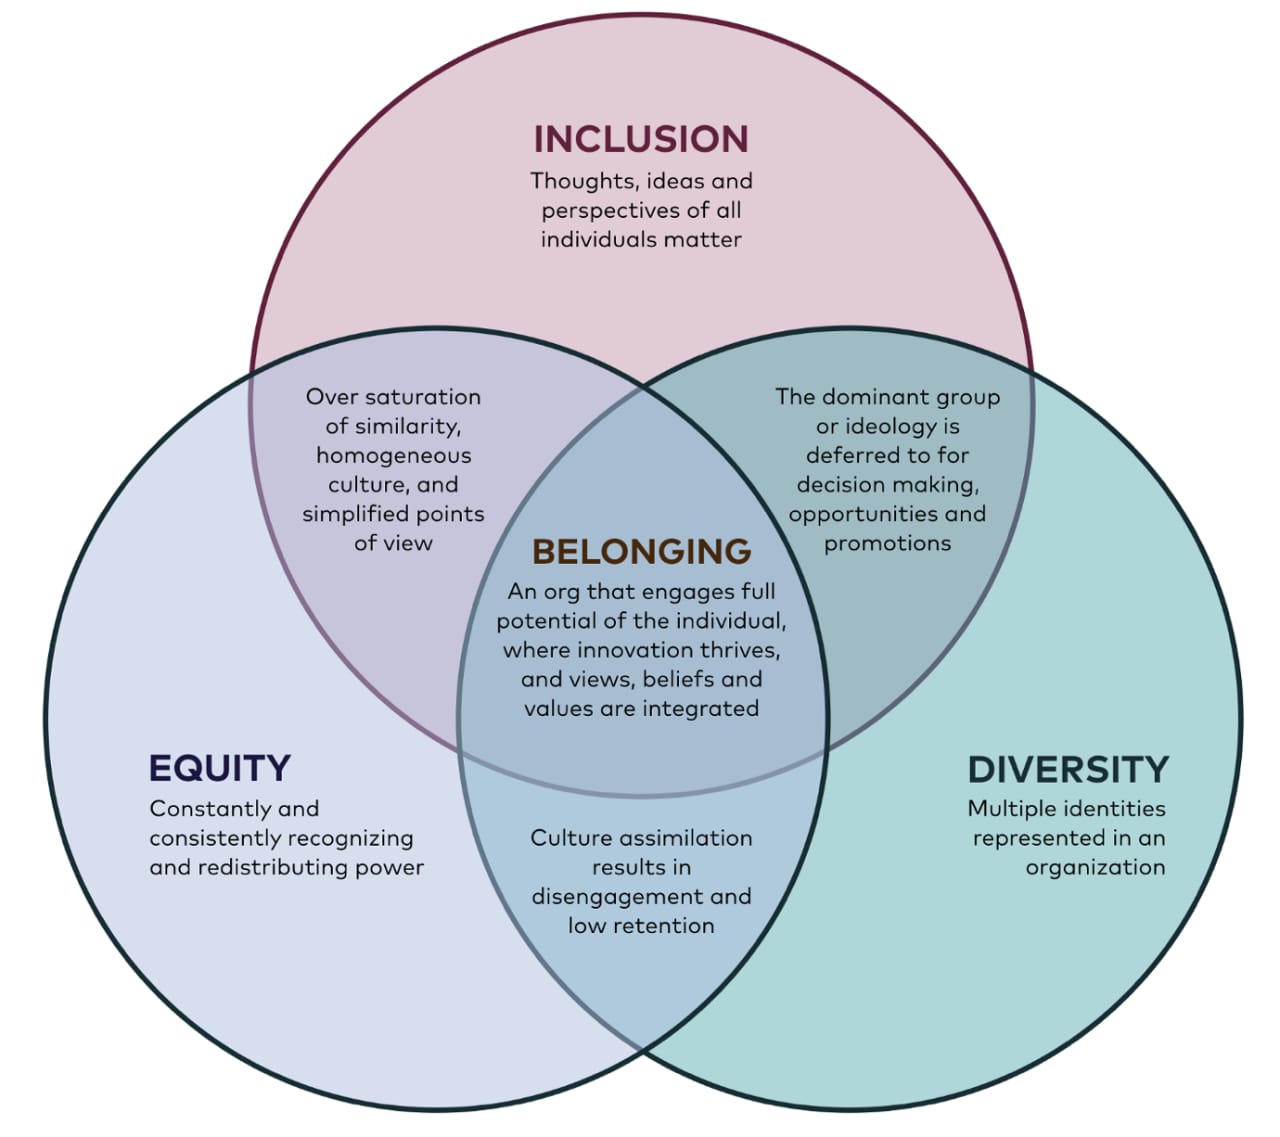 INCLUSION
Thoughts, ideas and
perspectives of all
individuals matter
Over saturation
of similarity,
homogeneous
culture, and
simplified points
of view
The dominant group
or ideology is
deferred to for
decision making,
opportunities and
promotions
BELONGING
An org that engages full
potential of the individual,
where innovation thrives,
and views, beliefs and
values are integrated
EQUITY
Constantly and
consistently recognizing
and redistributing power
DIVERSITY
Multiple identities
represented in an
organization
Culture assimilation
results in
disengagement and
low retention